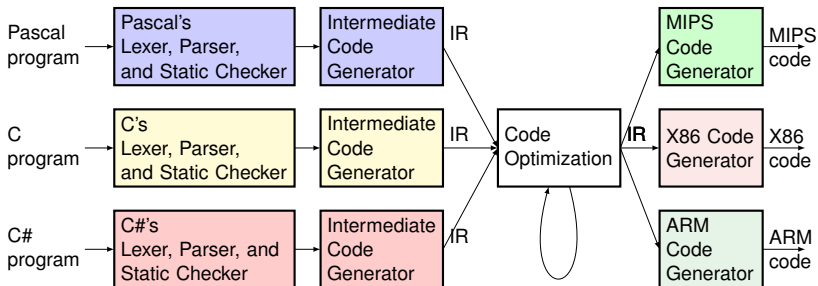 Pascal
program
Pascal's
Lexer, Parser,
and Static Checker
Intermediate
Code
Generator
IR
MIPS
Code
Generator
MIPS
code
C
program
C's
Lexer, Parser,
and Static Checker
Intermediate
Code
Generator
IR
Code
Optimization
IR
X86 Code
Generator
X86
code
C#
program
C#'s
Lexer, Parser, and
Static Checker
Intermediate
Code
Generator
IR
ARM
Code
Generator
ARM
code